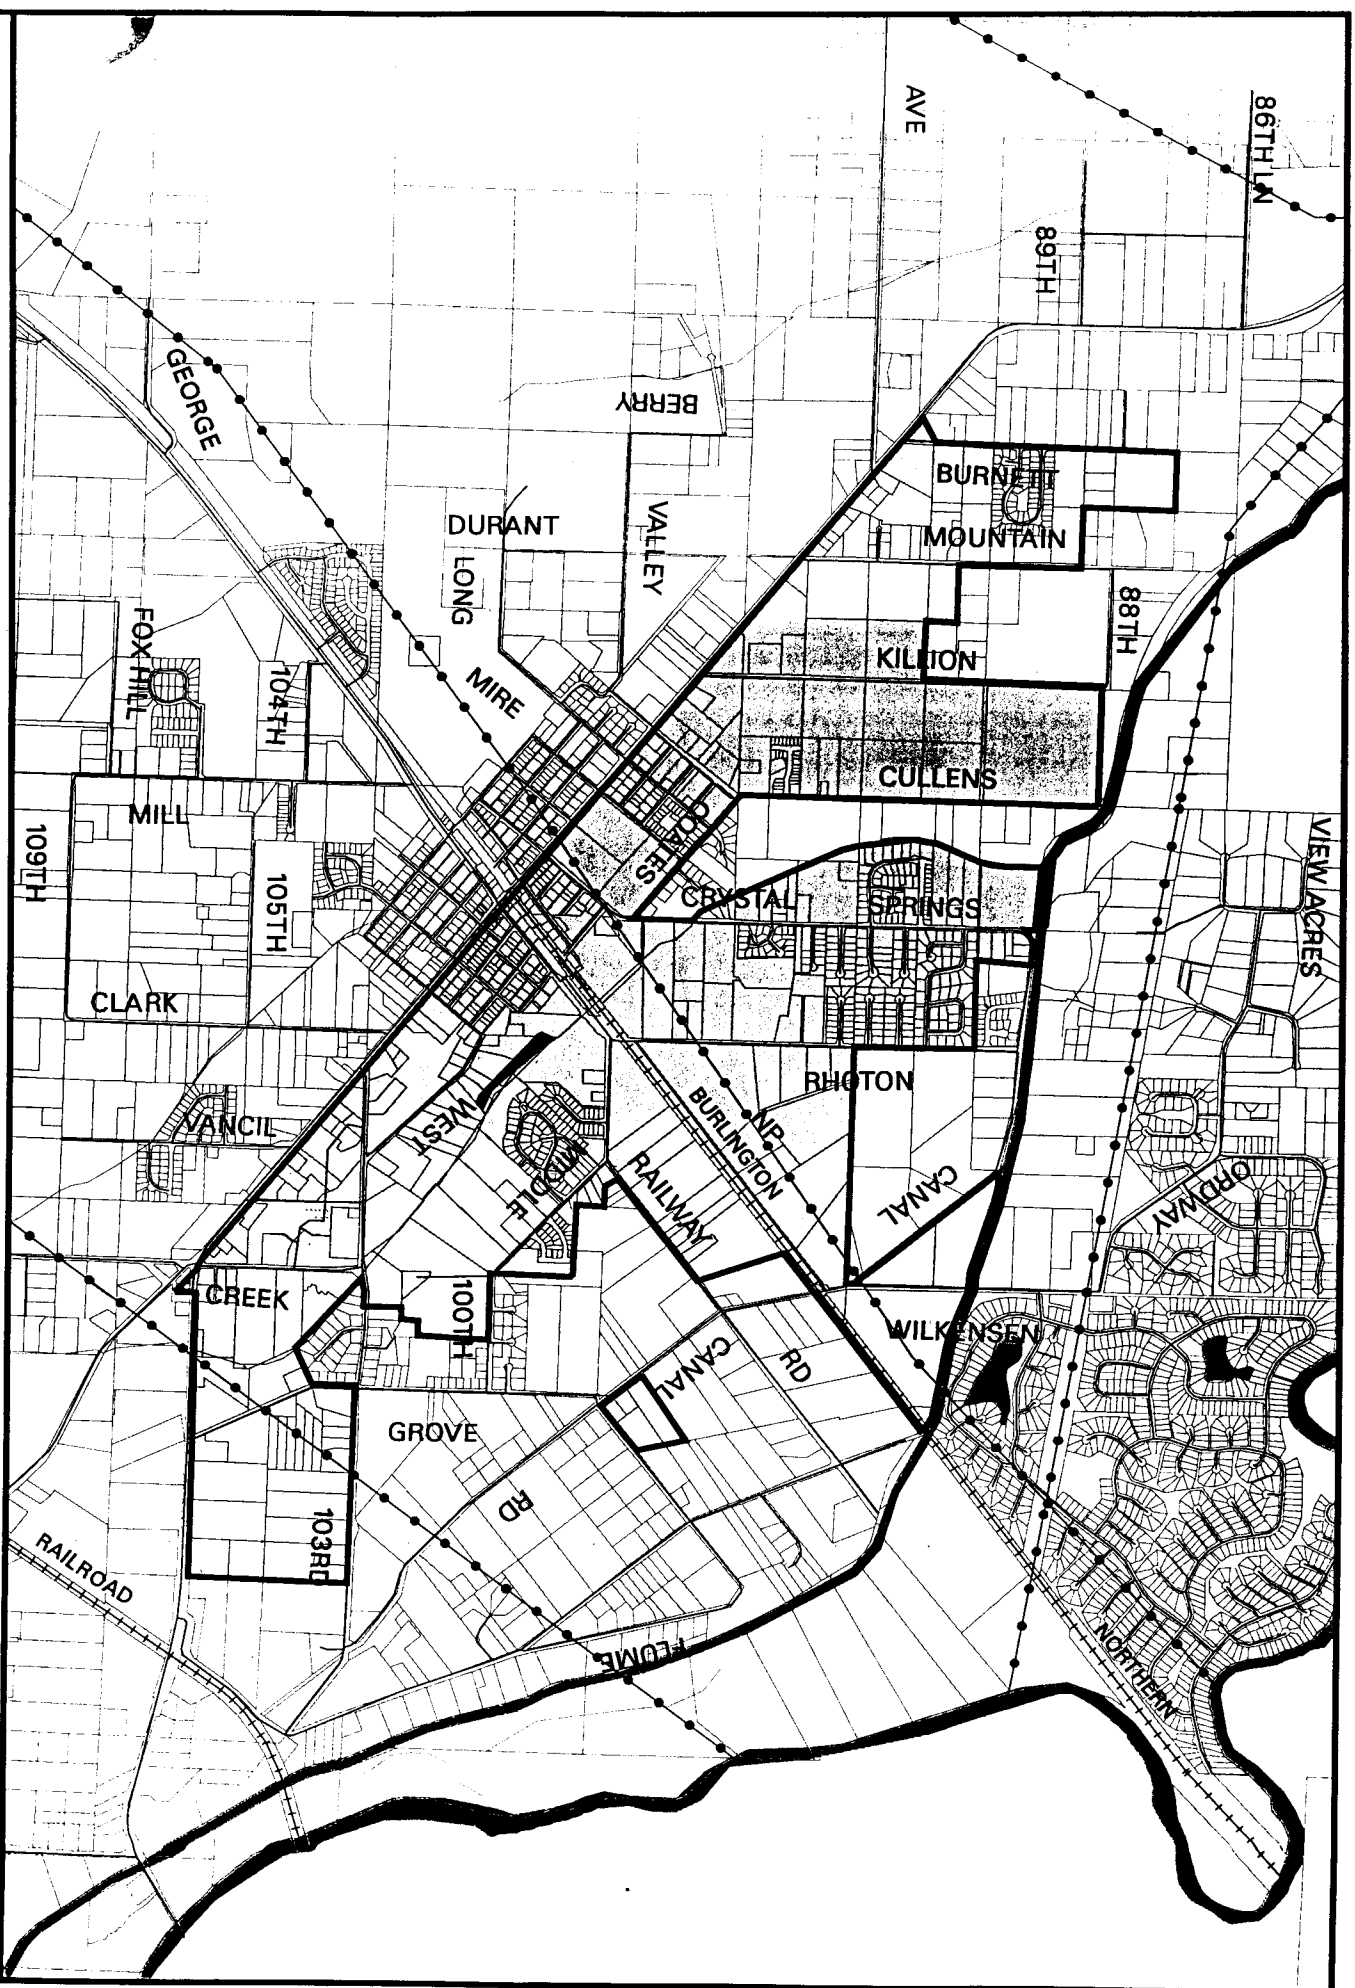 86TH LN
AVE
89TH
GEORGE
BERRY
BURNETT
DURANT
VALLEY
MOUNTAIN
LONG
88TH
FOX HILL
KILLION
104TH
MIRE
CULLENS
MILL
COATES
109TH
VIEW ACRES
105TH
CRYSTAL
SPRINGS
CLARK
RHOTON
NP
BURLINGTON
VANCIL
WEST
MIDDLE
RAILWAY
CANAL
ORDWAY
CREEK
100TH
WILKENSEN
CANAL
RD
GROVE
RD
103RD
RAILROAD
FLUME
NORTHERN